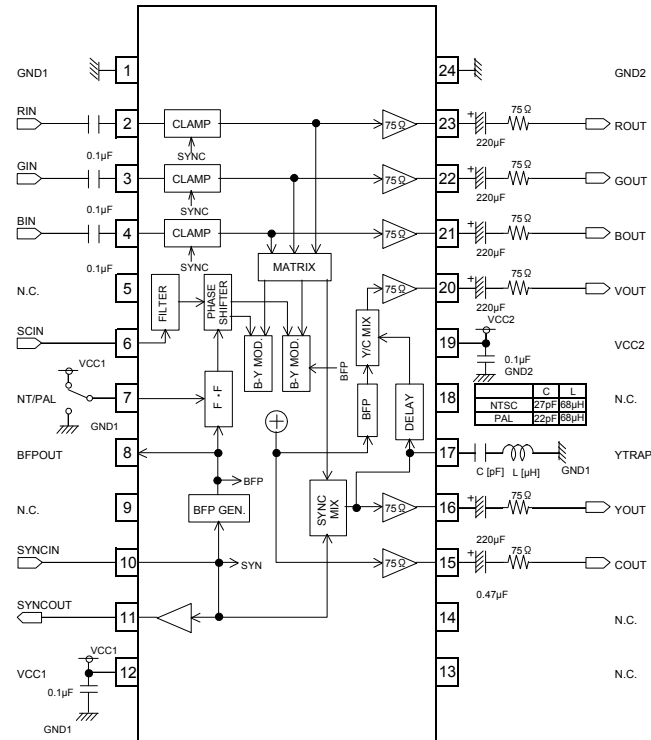 GND1
1
24
GND2
RIN
2
CLAMP
75Ω
23
+
75Ω
ROUT
0.1µF
SYNC
220µF
GIN
3
CLAMP
75Ω
22
+
75Ω
GOUT
0.1µF
SYNC
220µF
BIN
4
CLAMP
75Ω
21
+
75Ω
BOUT
0.1µF
SYNC
220µF
MATRIX
N.C.
5
FILTER
PHASE
SHIFTER
75Ω
20
+
75Ω
VOUT
220µF
VCC2
SCIN
6
B-Y MOD.
B-Y MOD.
BFP
Y/C MIX
19
0.1µF
GND2
VCC2
VCC1
NT/PAL
7
GND1
F・F
BFP
DELAY
18
N.C.
C L
NTSC 27pF 68µH
PAL 22pF 68µH
BFPOUT
8
17
C [pF]
L [µH]
GND1
YTRAP
N.C.
9
BFP
BFP GEN.
SYNC
MIX
75Ω
16
+
75Ω
YOUT
220µF
SYNCIN
10
SYN
75Ω
15
+
75Ω
COUT
0.47µF
SYNCOUT
11
14
N.C.
VCC1
VCC1
12
13
N.C.
0.1µF
GND1